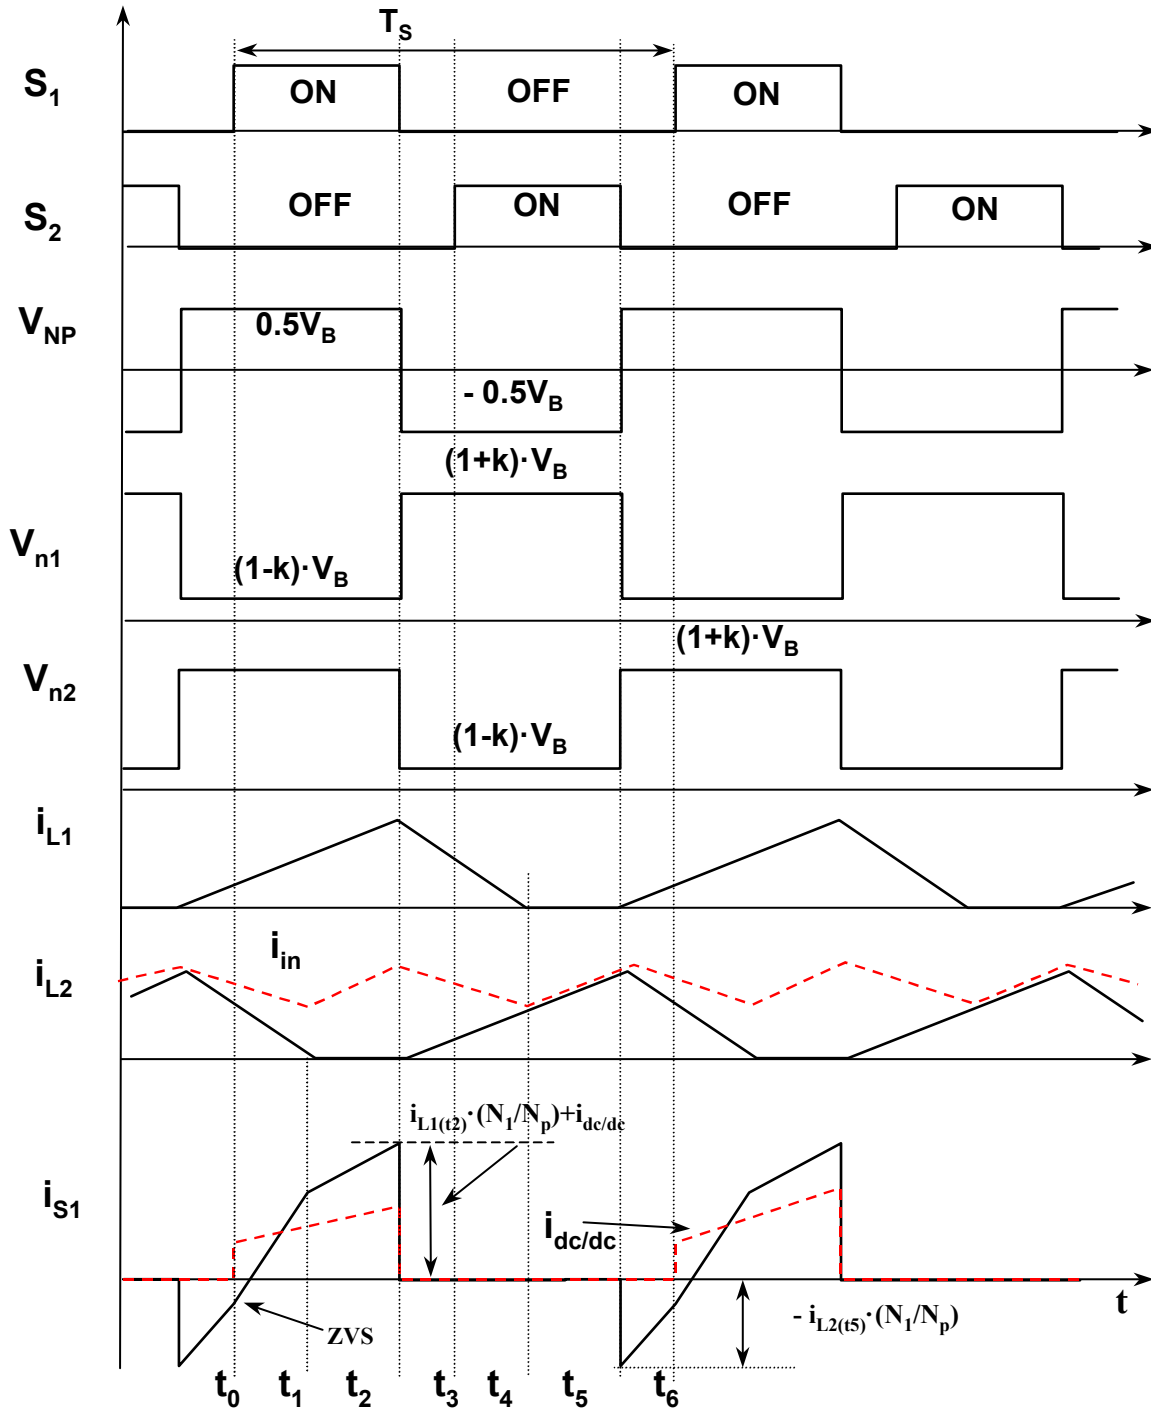 T_S
S_1 ON OFF ON
S_2 OFF ON OFF ON
V_NP 0.5V_B
- 0.5V_B
(1+k)·V_B
V_n1
(1-k)·V_B
(1+k)·V_B
V_n2
(1-k)·V_B
i_L1
i_in
i_L2
i_L1(t2)·(N_1/N_p)+i_dc/dc
i_S1
i_dc/dc
t
- i_L2(t5)·(N_1/N_p)
ZVS
t_0 t_1 t_2 t_3 t_4 t_5 t_6